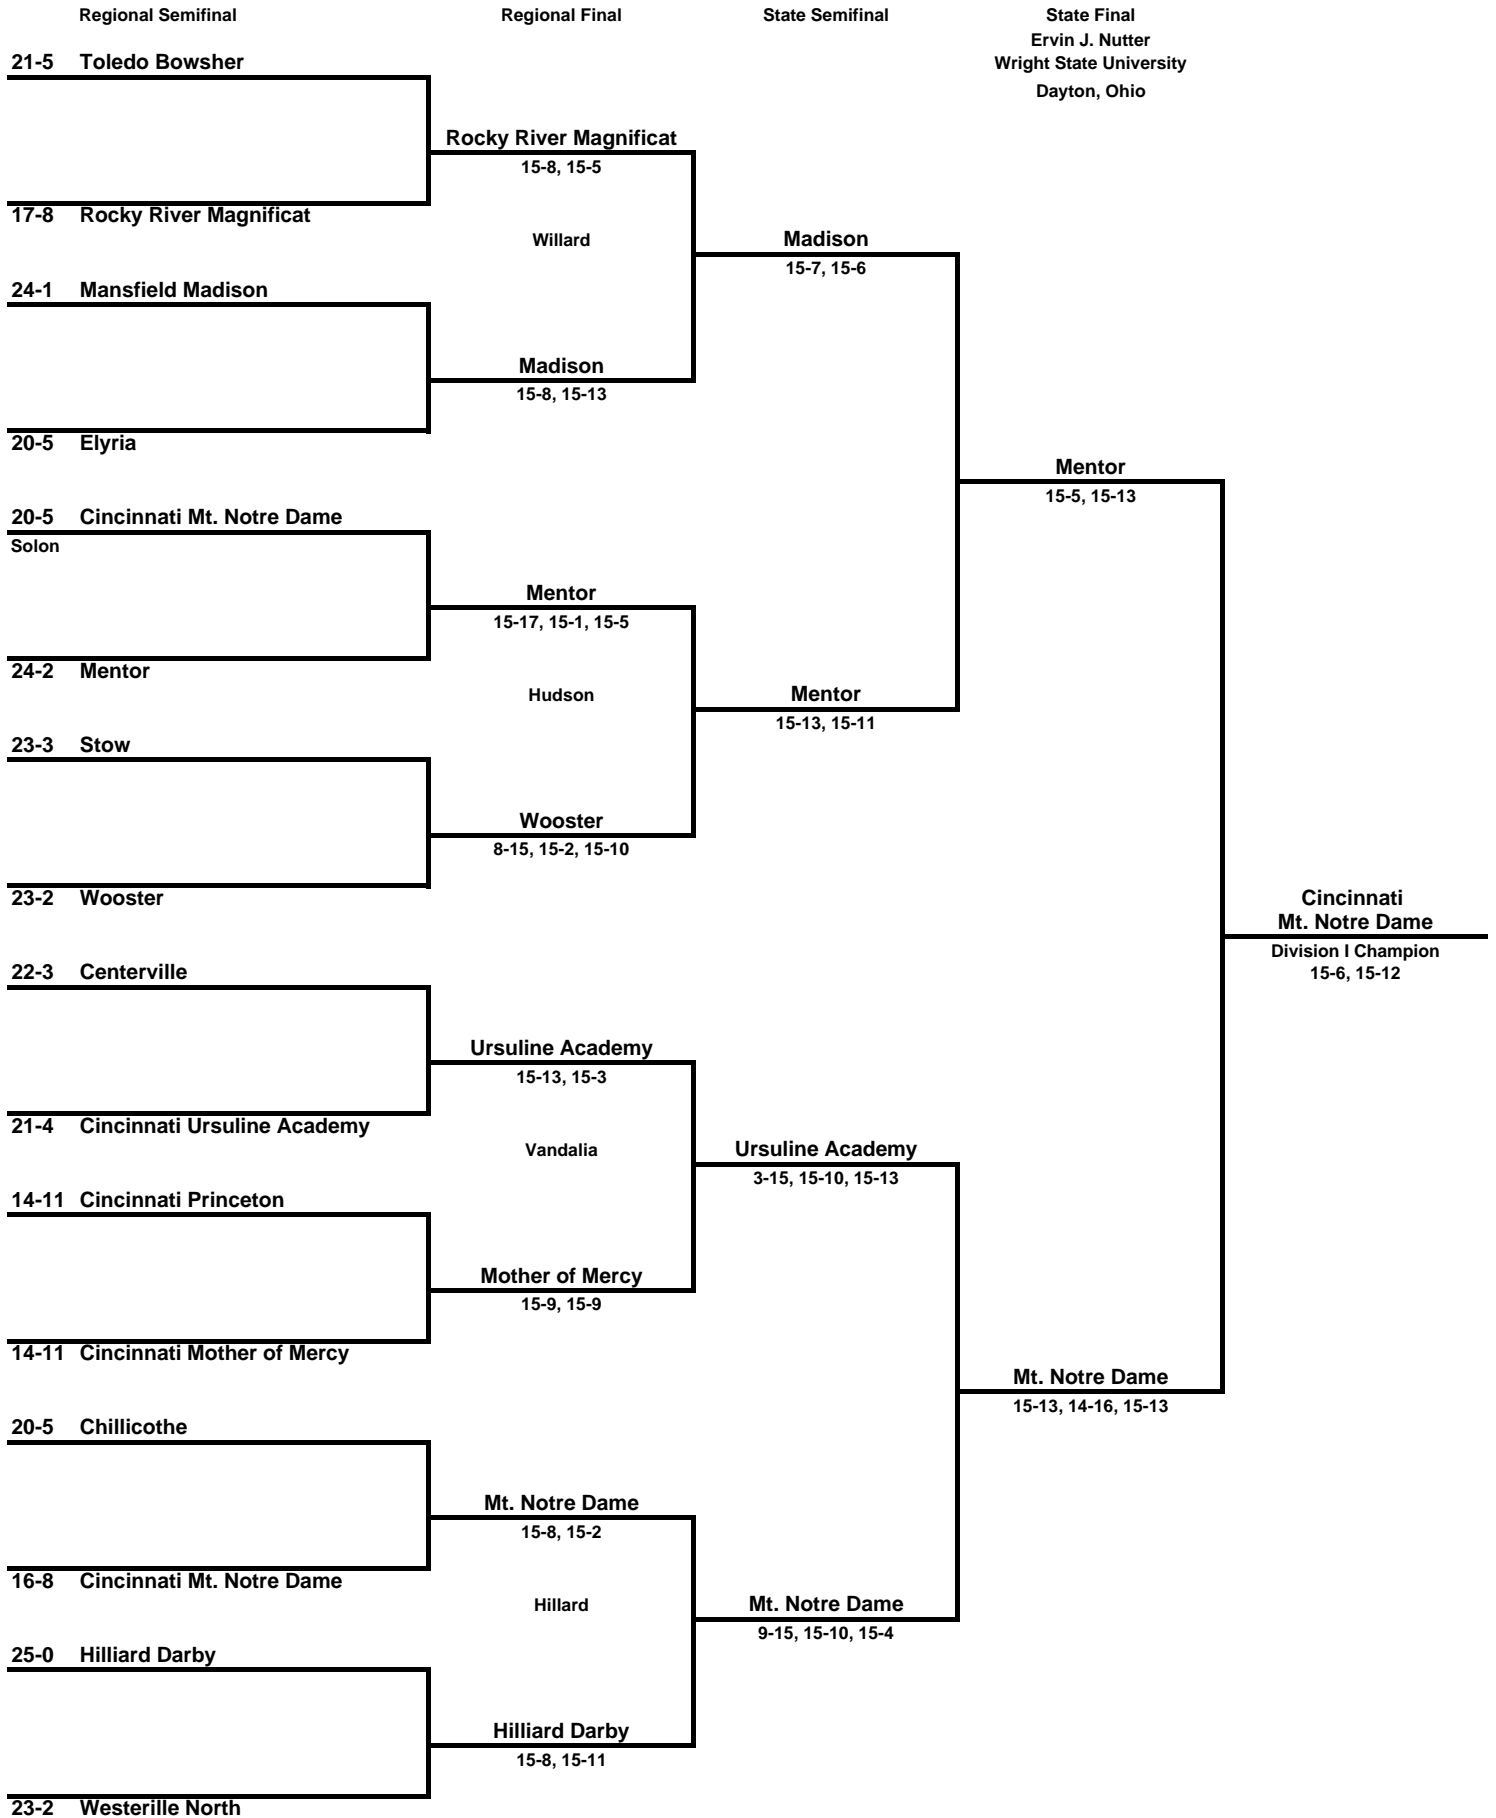 Regional Semifinal
Regional Final
State Semifinal
State Final
Ervin J. Nutter
Wright State University
Dayton, Ohio
21-5 Toledo Bowsher
Rocky River Magnificat
15-8, 15-5
17-8 Rocky River Magnificat
Willard
Madison
15-7, 15-6
24-1 Mansfield Madison
Madison
15-8, 15-13
20-5 Elyria
Mentor
15-5, 15-13
20-5 Cincinnati Mt. Notre Dame
Solon
Mentor
15-17, 15-1, 15-5
24-2 Mentor
Hudson
Mentor
15-13, 15-11
23-3 Stow
Wooster
8-15, 15-2, 15-10
23-2 Wooster
Cincinnati
Mt. Notre Dame
Division I Champion
15-6, 15-12
22-3 Centerville
Ursuline Academy
15-13, 15-3
21-4 Cincinnati Ursuline Academy
Vandalia
Ursuline Academy
3-15, 15-10, 15-13
14-11 Cincinnati Princeton
Mother of Mercy
15-9, 15-9
14-11 Cincinnati Mother of Mercy
Mt. Notre Dame
15-13, 14-16, 15-13
20-5 Chillicothe
Mt. Notre Dame
15-8, 15-2
16-8 Cincinnati Mt. Notre Dame
Hillard
Mt. Notre Dame
9-15, 15-10, 15-4
25-0 Hilliard Darby
Hilliard Darby
15-8, 15-11
23-2 Westerille North